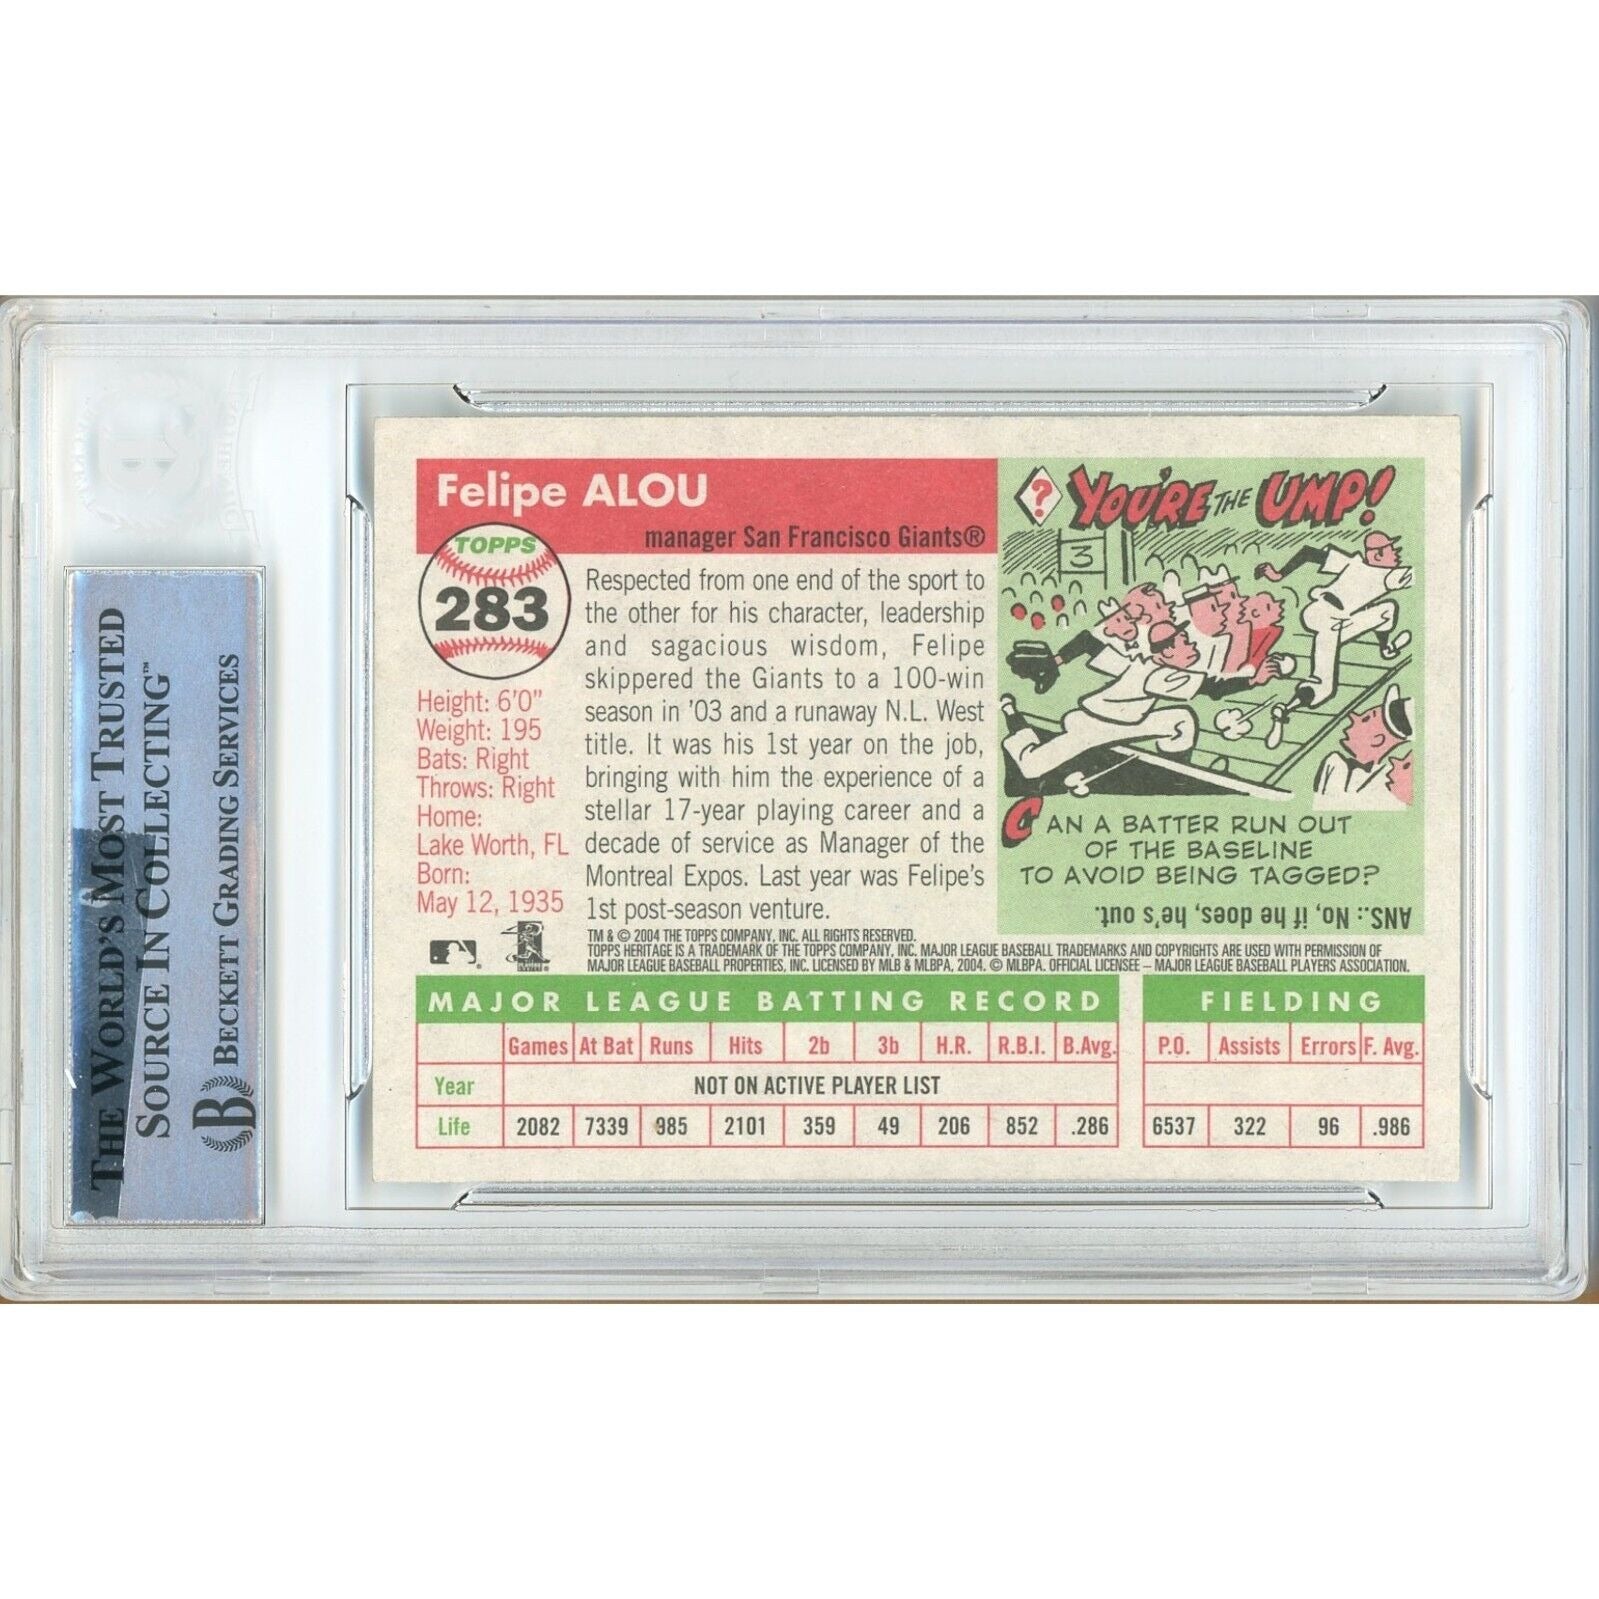 THE WORLD'S MOST TRUSTED
SOURCE IN COLLECTING™
BECKETT GRADING SERVICES
B
Felipe ALOU
manager San Francisco Giants®
TOPPS
283
Height: 6'0"
Weight: 195
Bats: Right
Throws: Right
Home:
Lake Worth, FL
Born:
May 12, 1935
Respected from one end of the sport to
the other for his character, leadership
and sagacious wisdom, Felipe
skippered the Giants to a 100-win
season in '03 and a runaway N.L. West
title. It was his 1st year on the job,
bringing with him the experience of a
stellar 17-year playing career and a
decade of service as Manager of the
Montreal Expos. Last year was Felipe's
1st post-season venture.
? YOU'RE THE UMP!
3
CAN A BATTER RUN OUT
OF THE BASELINE
TO AVOID BEING TAGGED?
ANS.: No, if he does, he's out.
TM & © 2004 THE TOPPS COMPANY, INC. ALL RIGHTS RESERVED.
TOPPS HERITAGE IS A TRADEMARK OF THE TOPPS COMPANY, INC. MAJOR LEAGUE BASEBALL TRADEMARKS AND COPYRIGHTS ARE USED WITH PERMISSION OF
MAJOR LEAGUE BASEBALL PROPERTIES, INC. LICENSED BY MLB & MLBPA, 2004. © MLBPA. OFFICIAL LICENSEE – MAJOR LEAGUE BASEBALL PLAYERS ASSOCIATION.
MAJOR LEAGUE BATTING RECORD FIELDING
Games At Bat Runs Hits 2b 3b H.R. R.B.I. B.Avg. P.O. Assists Errors F. Avg.
Year NOT ON ACTIVE PLAYER LIST
Life 2082 7339 985 2101 359 49 206 852 .286 6537 322 96 .986